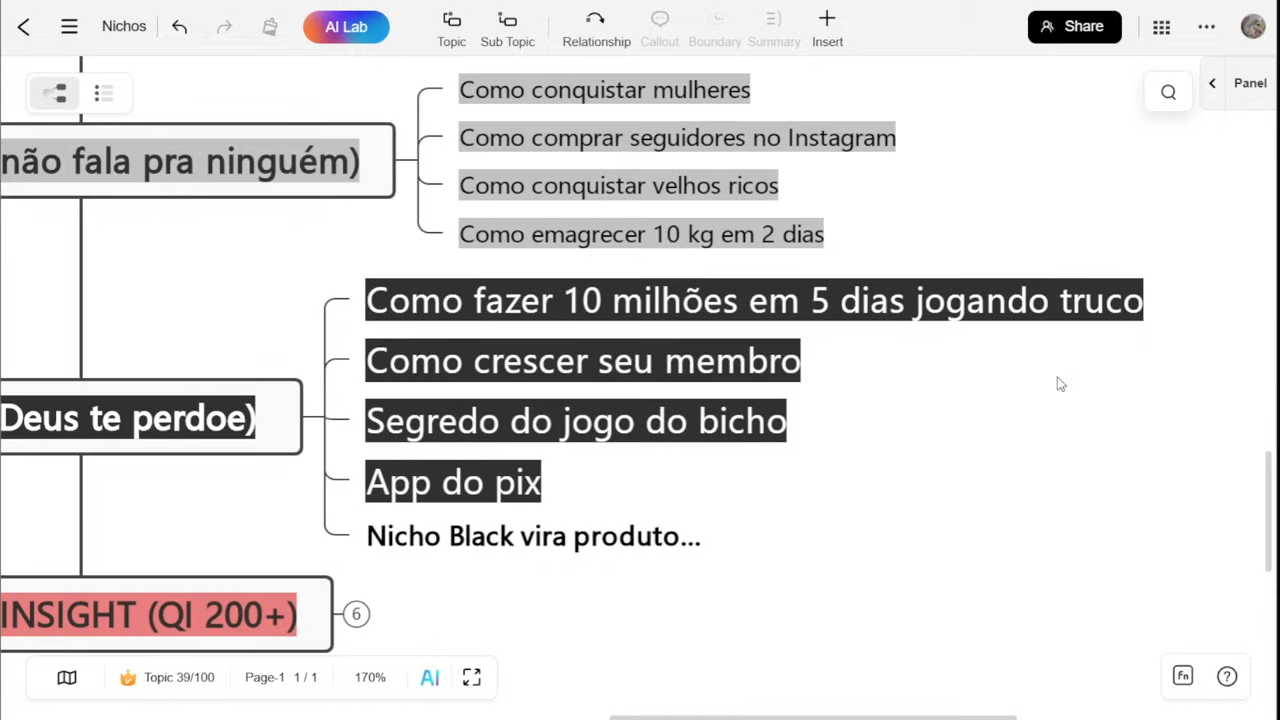 Nichos
AI Lab
Topic
Sub Topic
Relationship
Callout
Boundary
Summary
Insert
Share
Panel
não fala pra ninguém)
Como conquistar mulheres
Como comprar seguidores no Instagram
Como conquistar velhos ricos
Como emagrecer 10 kg em 2 dias
Deus te perdoe)
Como fazer 10 milhões em 5 dias jogando truco
Como crescer seu membro
Segredo do jogo do bicho
App do pix
Nicho Black vira produto...
INSIGHT (QI 200+)
6
Topic 39/100
Page-1 1 / 1
170%
AI
Fn
?